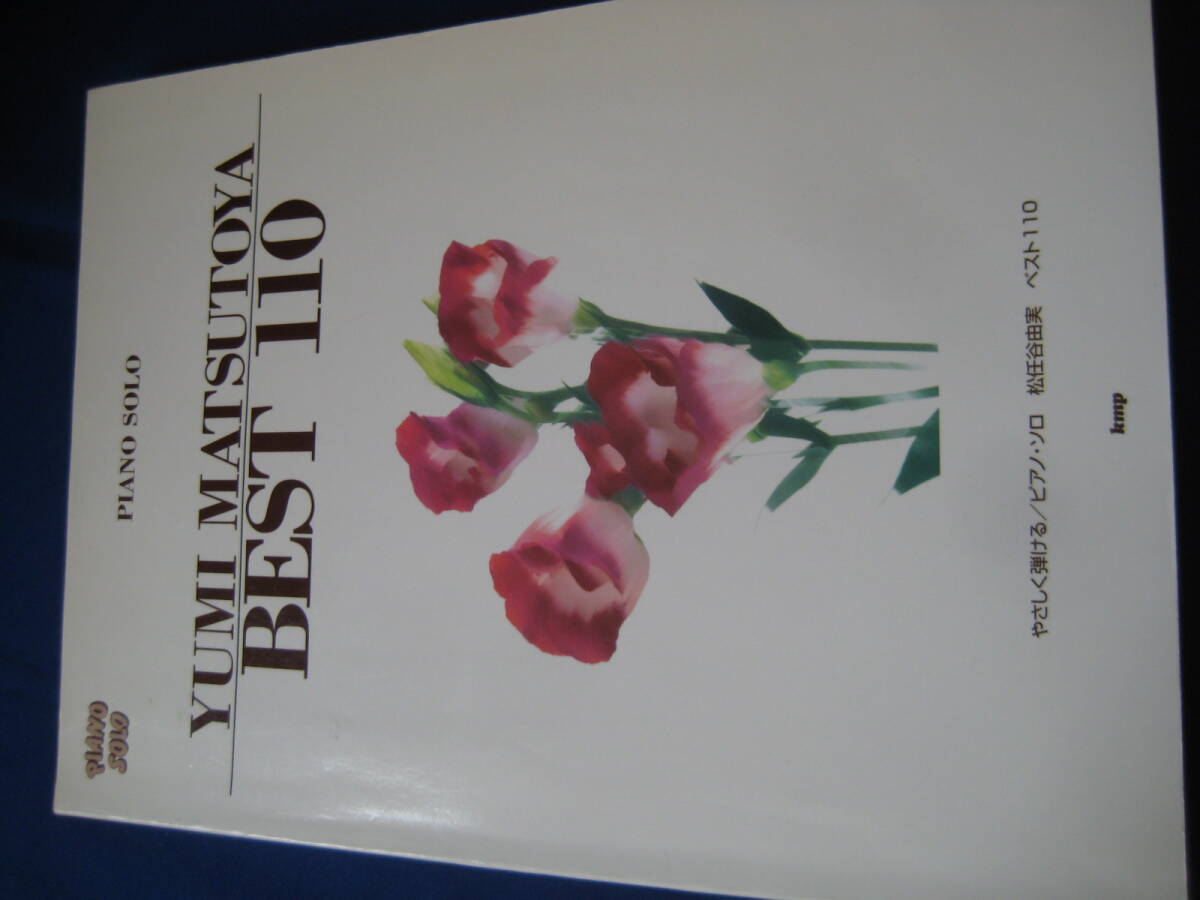 PIANO
SOLO
PIANO SOLO
YUMI MATSUTOYA
BEST 110
やさしく弾ける/ピアノ・ソロ 松任谷由実 ベスト110
kmp